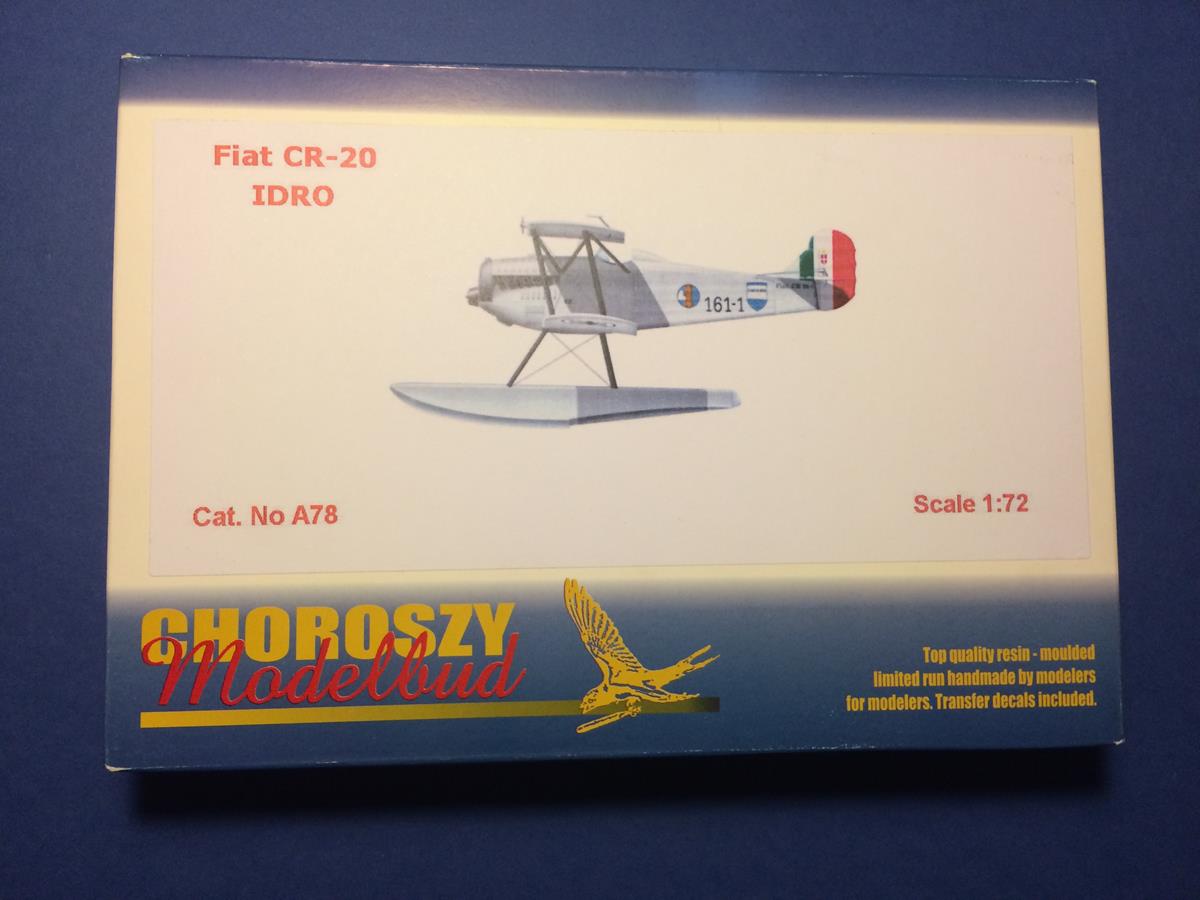 Fiat CR-20
IDRO
161-1
Cat. No A78
Scale 1:72
CHOROSZY
Modelbud
Top quality resin - moulded
limited run handmade by modelers
for modelers. Transfer decals included.